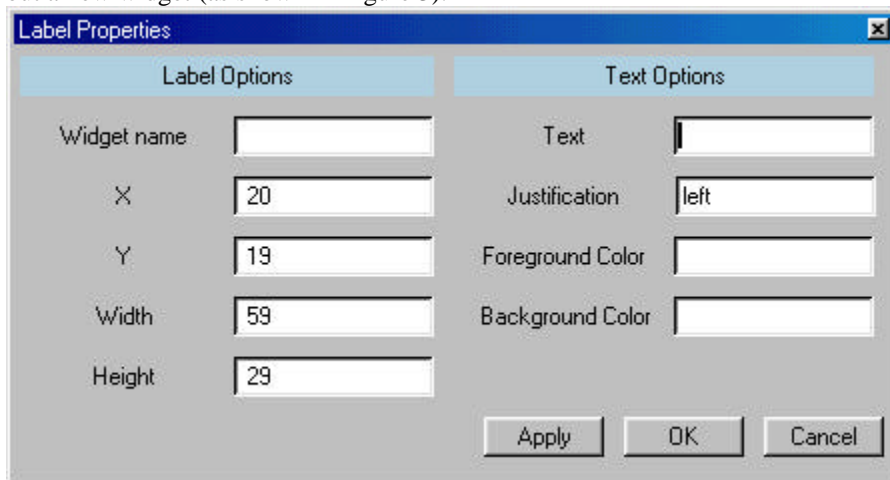 Label Properties
Label Options
Text Options
Widget name
X
20
Y
19
Width
59
Height
29
Text
Justification
left
Foreground Color
Background Color
Apply
OK
Cancel